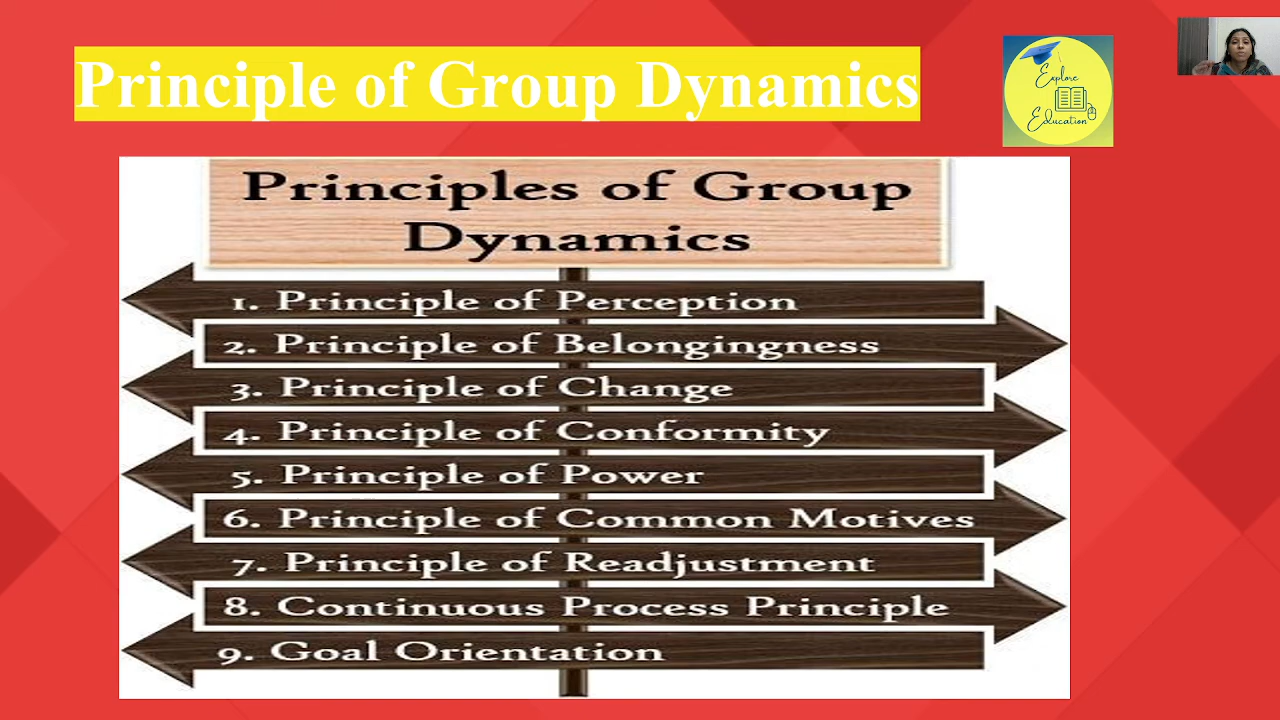 Principle of Group Dynamics
Explore
Education
Principles of Group
Dynamics
1. Principle of Perception
2. Principle of Belongingness
3. Principle of Change
4. Principle of Conformity
5. Principle of Power
6. Principle of Common Motives
7. Principle of Readjustment
8. Continuous Process Principle
9. Goal Orientation